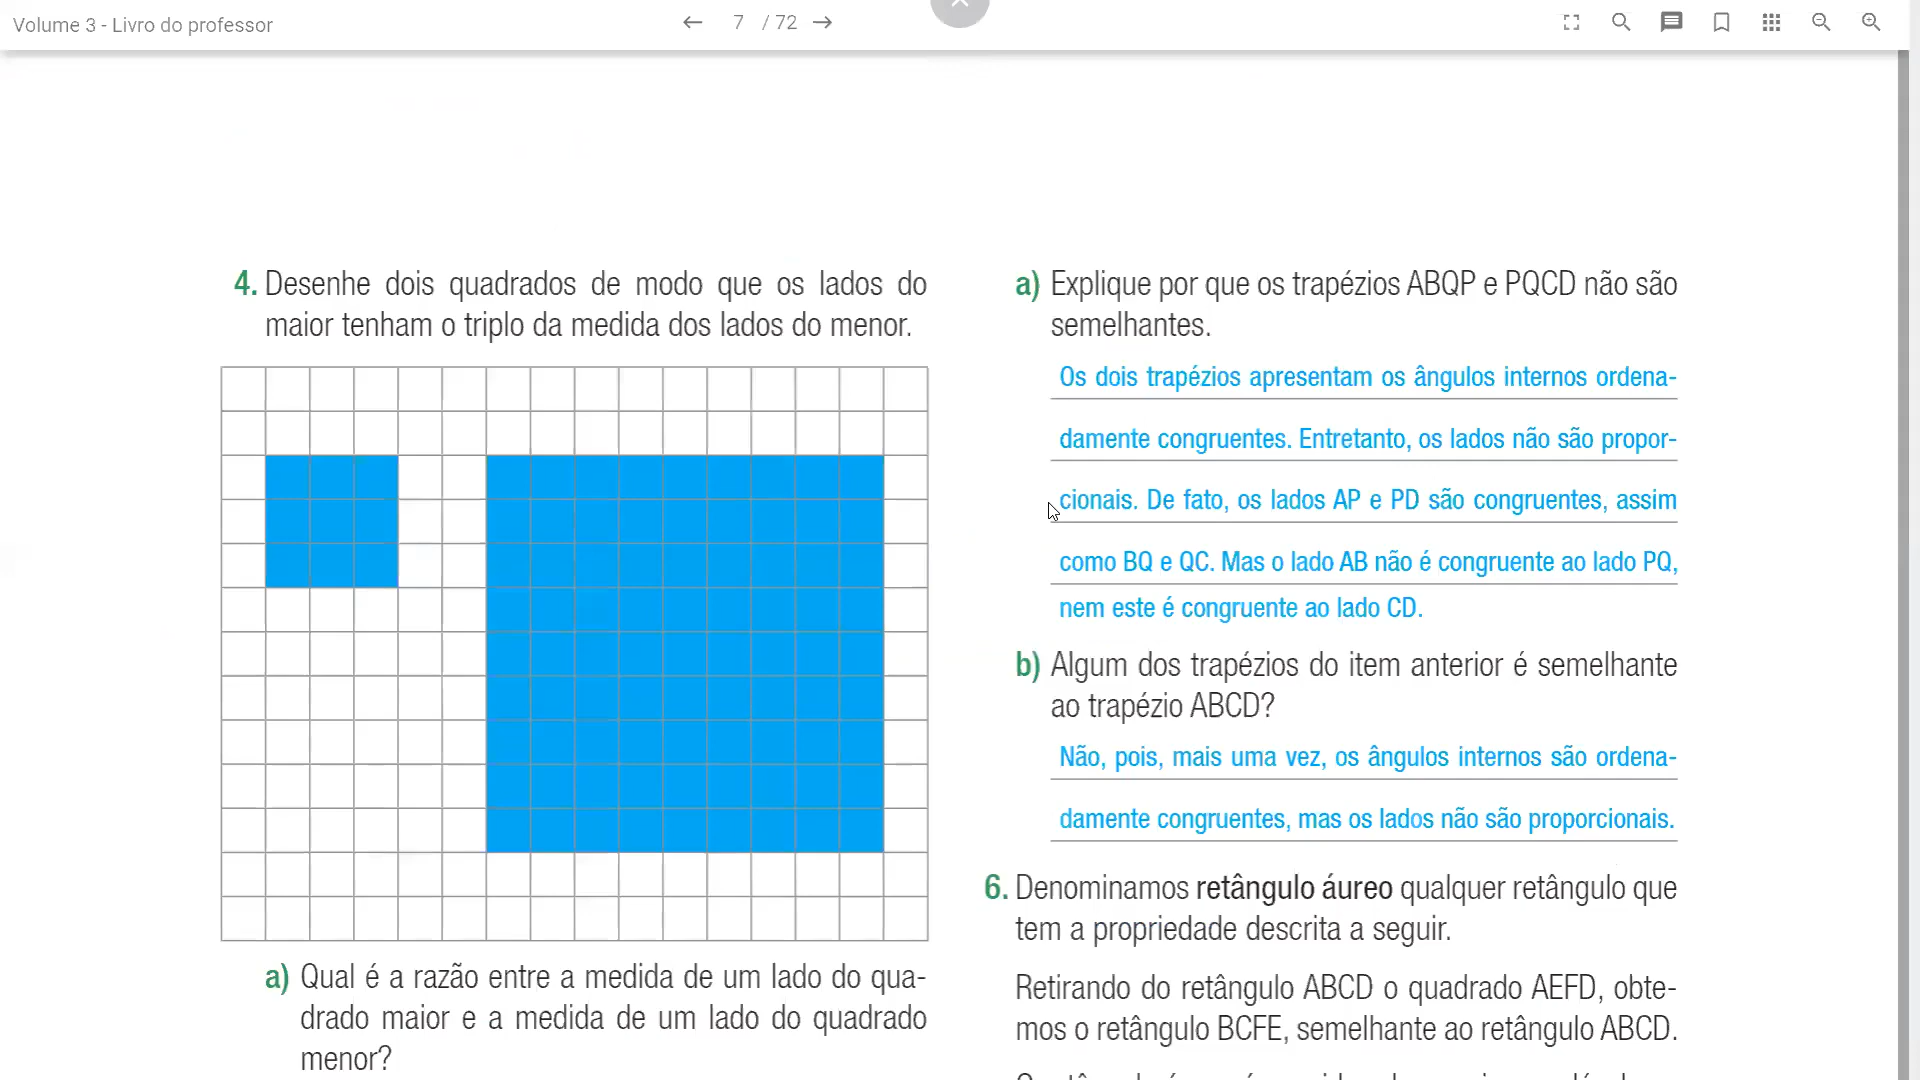 Volume 3 - Livro do professor
7 / 72
4. Desenhe dois quadrados de modo que os lados do
maior tenham o triplo da medida dos lados do menor.
a) Qual é a razão entre a medida de um lado do qua-
drado maior e a medida de um lado do quadrado
menor?
a) Explique por que os trapézios ABQP e PQCD não são
semelhantes.
Os dois trapézios apresentam os ângulos internos ordena-
damente congruentes. Entretanto, os lados não são propor-
cionais. De fato, os lados AP e PD são congruentes, assim
como BQ e QC. Mas o lado AB não é congruente ao lado PQ,
nem este é congruente ao lado CD.
b) Algum dos trapézios do item anterior é semelhante
ao trapézio ABCD?
Não, pois, mais uma vez, os ângulos internos são ordena-
damente congruentes, mas os lados não são proporcionais.
6. Denominamos retângulo áureo qualquer retângulo que
tem a propriedade descrita a seguir.
Retirando do retângulo ABCD o quadrado AEFD, obte-
mos o retângulo BCFE, semelhante ao retângulo ABCD.